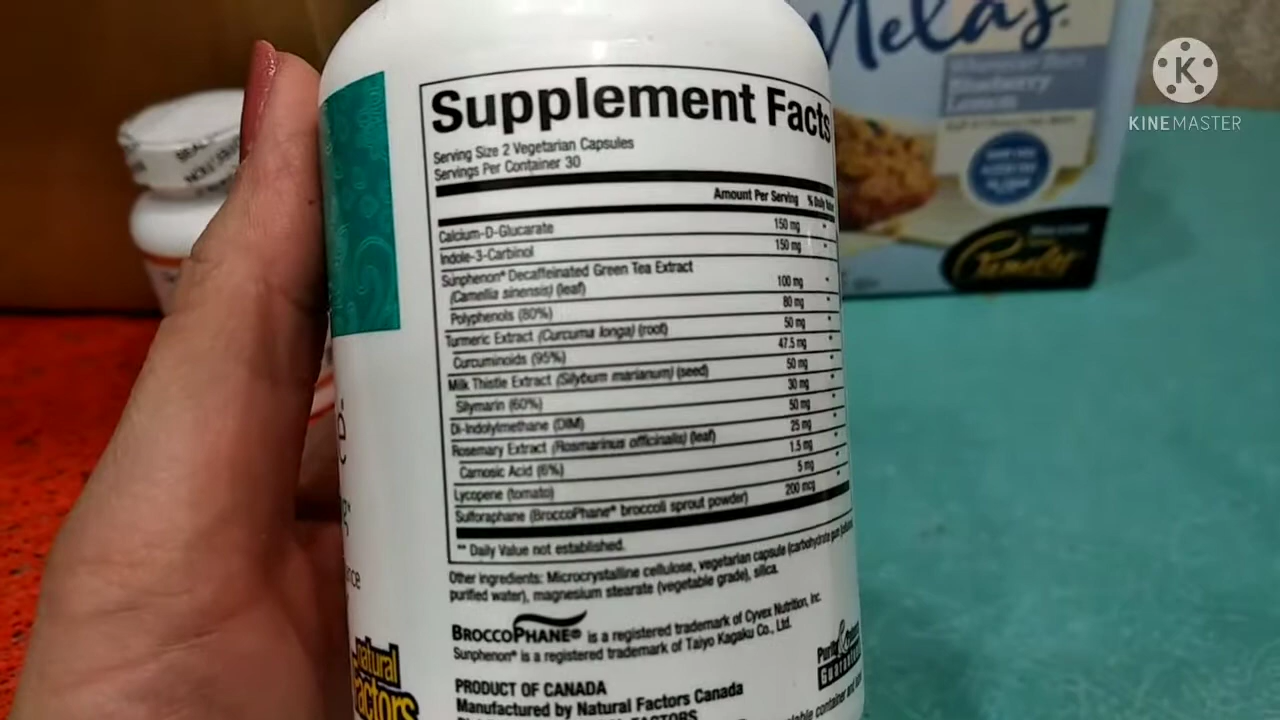 Melas
KINEMASTER
Blueberry
Lemon
Supplement Facts
Serving Size 2 Vegetarian Capsules
Servings Per Container 30
Amount Per Serving % Daily
Calcium-D-Glucarate 150 mg
Indole-3-Carbinol 150 mg
Sunphenon® Decaffeinated Green Tea Extract
(Camellia sinensis) (leaf) 100 mg
Polyphenols (80%) 80 mg
Turmeric Extract (Curcuma longa) (root) 50 mg
Curcuminoids (95%) 47.5 mg
Milk Thistle Extract (Silybum marianum) (seed) 50 mg
Silymarin (60%) 30 mg
Di-Indolylmethane (DIM) 50 mg
Rosemary Extract (Rosmarinus officinalis) (leaf) 25 mg
Carnosic Acid (6%) 1.5 mg
Lycopene (tomato) 5 mg
Sulforaphane (BroccoPhane® broccoli sprout powder) 200 mcg
** Daily Value not established.
Other ingredients: Microcrystalline cellulose, vegetarian capsule (carbohydrate gum
purified water), magnesium stearate (vegetable grade), silica.
BROCCOPHANE® is a registered trademark of Cyvex Nutrition, Inc.
Sunphenon® is a registered trademark of Taiyo Kagaku Co., Ltd.
PRODUCT OF CANADA
Manufactured by Natural Factors Canada
natural
factors
Pamela's